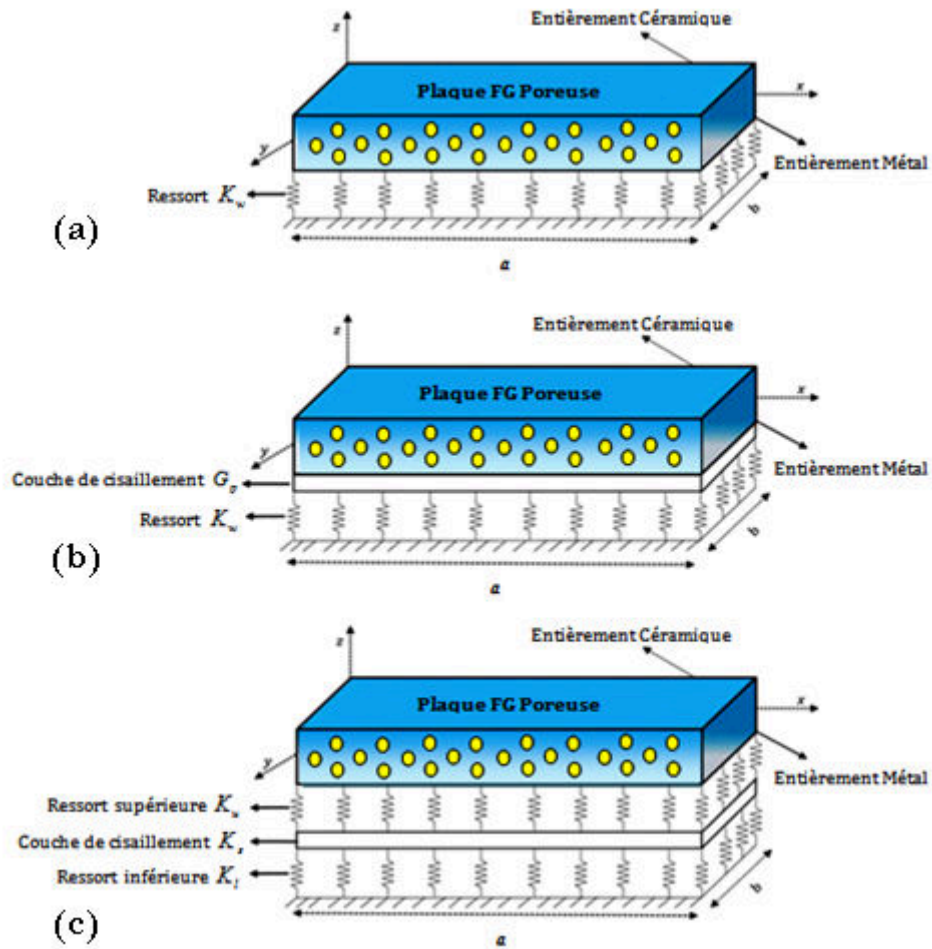 Entièrement Céramique
z
Plaque FG Poreuse
x
y
Entièrement Métal
Ressort K_w
b
(a)
a
Entièrement Céramique
z
Plaque FG Poreuse
x
y
Entièrement Métal
Couche de cisaillement G_g
Ressort K_w
b
(b)
a
Entièrement Céramique
z
Plaque FG Poreuse
x
y
Entièrement Métal
Ressort supérieure K_u
Couche de cisaillement K_s
Ressort inférieure K_l
b
(c)
a